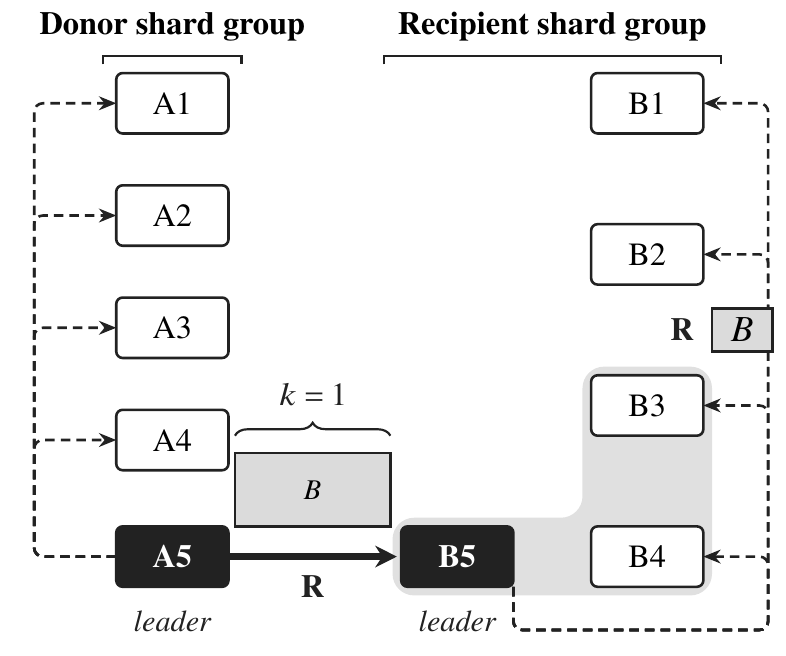 Donor shard group
Recipient shard group
A1
B1
A2
B2
A3
R
B
k = 1
B3
A4
B
A5
B5
B4
R
leader
leader